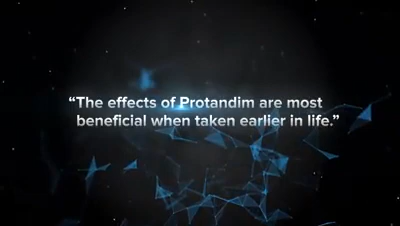 “The effects of Protandim are most
beneficial when taken earlier in life.”